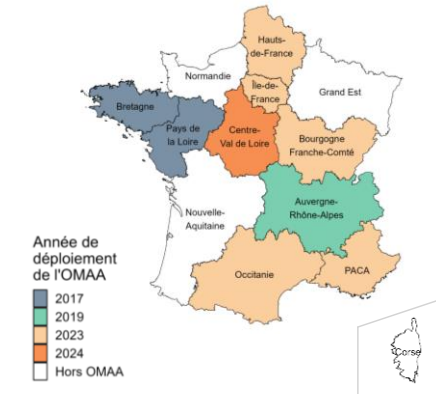 Hauts-
de-France
Normandie
Île-de-
France
Grand Est
Bretagne
Pays de
la Loire
Centre-
Val de Loire
Bourgogne
Franche-Comté
Auvergne-
Rhône-Alpes
Nouvelle-
Aquitaine
Occitanie
PACA
Corse
Année de
déploiement
de l'OMAA
2017
2019
2023
2024
Hors OMAA